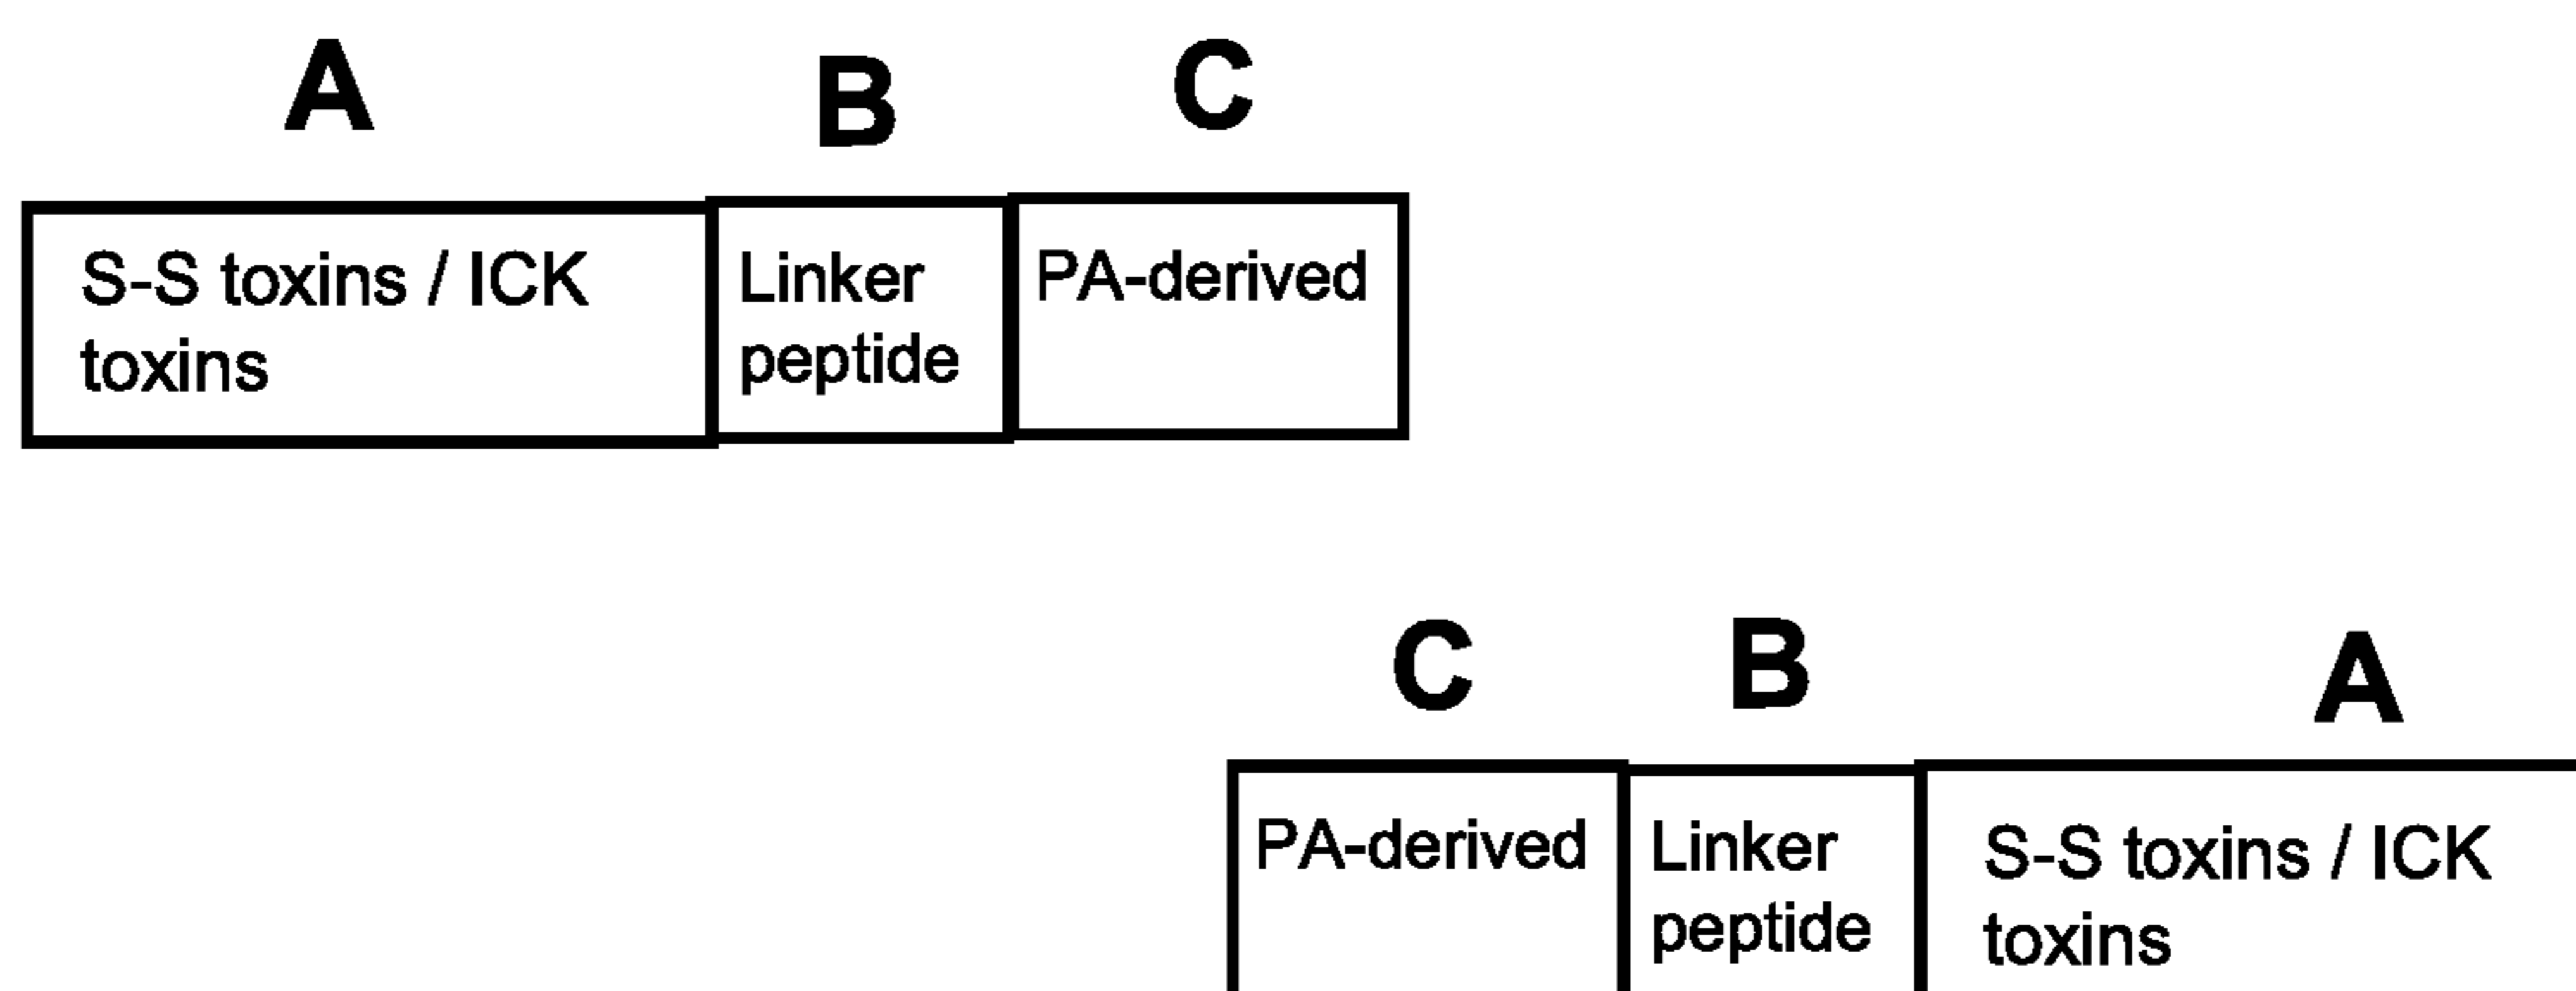 A B C
S-S toxins / ICK
toxins
Linker
peptide
PA-derived
C B A
PA-derived
Linker
peptide
S-S toxins / ICK
toxins